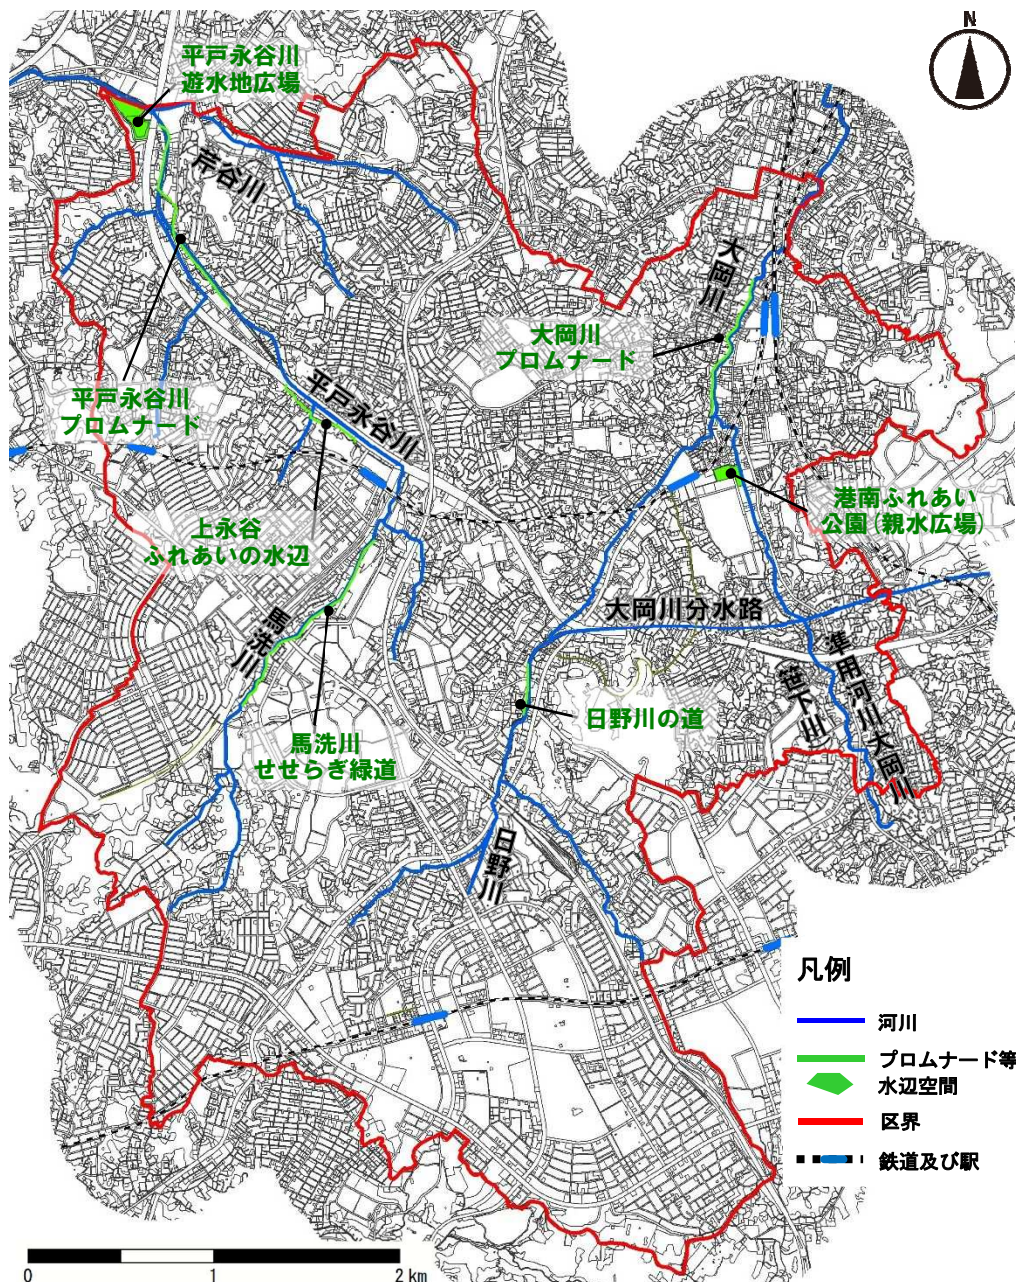 N
平戸永谷川
遊水地広場
芹谷川
大岡川
大岡川
プロムナード
平戸永谷川
プロムナード
平戸永谷川
港南ふれあい
公園(親水広場)
上永谷
ふれあいの水辺
馬洗川
大岡川分水路
準用河川大岡川
笹下川
日野川の道
馬洗川
せせらぎ緑道
日野川
凡例
河川
プロムナード等
水辺空間
区界
鉄道及び駅
0 1 2 km